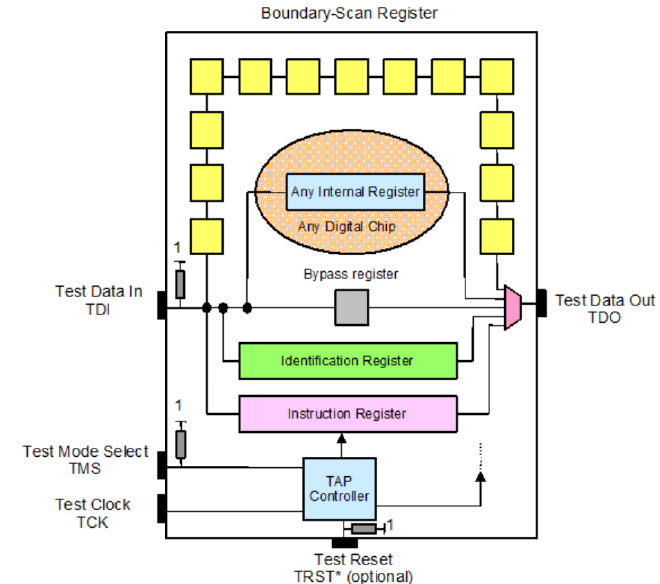 Boundary-Scan Register
Any Internal Register
Any Digital Chip
1
Bypass register
Test Data In
TDI
Test Data Out
TDO
Identification Register
1
Instruction Register
Test Mode Select
TMS
TAP
Controller
Test Clock
TCK
1
Test Reset
TRST* (optional)